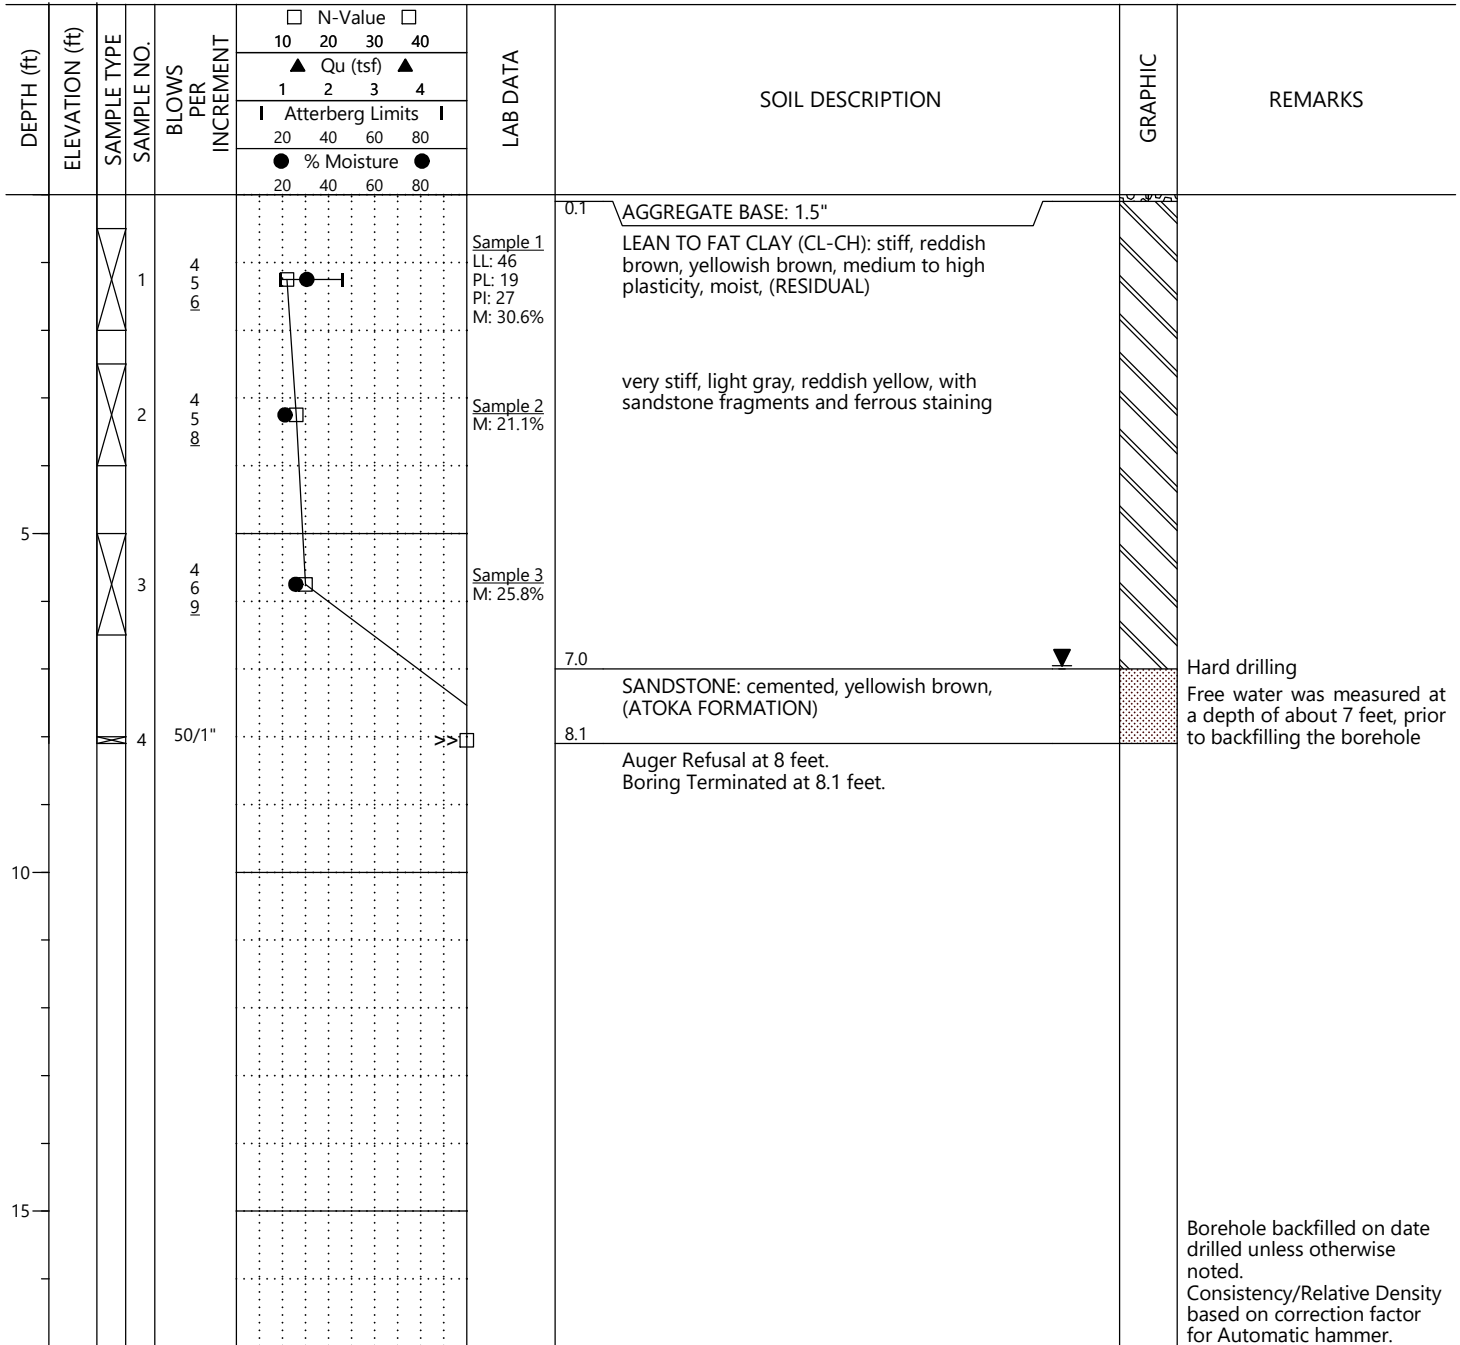 DEPTH (ft)
ELEVATION (ft)
SAMPLE TYPE
SAMPLE NO.
BLOWS
PER
INCREMENT
N-Value
10 20 30 40
Qu (tsf)
1 2 3 4
Atterberg Limits
20 40 60 80
% Moisture
20 40 60 80
LAB DATA
SOIL DESCRIPTION
GRAPHIC
REMARKS
0.1
AGGREGATE BASE: 1.5"
1
4
5
6
Sample 1
LL: 46
PL: 19
PI: 27
M: 30.6%
LEAN TO FAT CLAY (CL-CH): stiff, reddish
brown, yellowish brown, medium to high
plasticity, moist, (RESIDUAL)
2
4
5
8
Sample 2
M: 21.1%
very stiff, light gray, reddish yellow, with
sandstone fragments and ferrous staining
5
3
4
6
9
Sample 3
M: 25.8%
7.0
Hard drilling
SANDSTONE: cemented, yellowish brown,
(ATOKA FORMATION)
Free water was measured at
a depth of about 7 feet, prior
to backfilling the borehole
4
50/1"
>>
8.1
Auger Refusal at 8 feet.
Boring Terminated at 8.1 feet.
10
15
Borehole backfilled on date
drilled unless otherwise
noted.
Consistency/Relative Density
based on correction factor
for Automatic hammer.